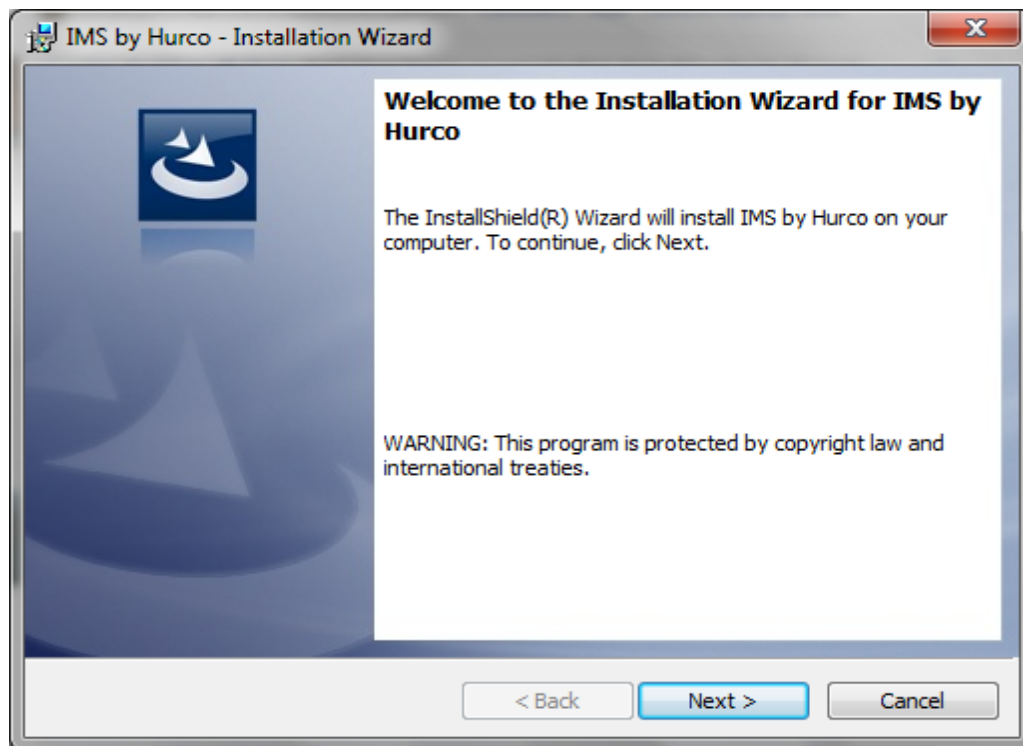 IMS by Hurco - Installation Wizard
Welcome to the Installation Wizard for IMS by
Hurco
The InstallShield(R) Wizard will install IMS by Hurco on your
computer. To continue, click Next.
WARNING: This program is protected by copyright law and
international treaties.
< Back Next > Cancel